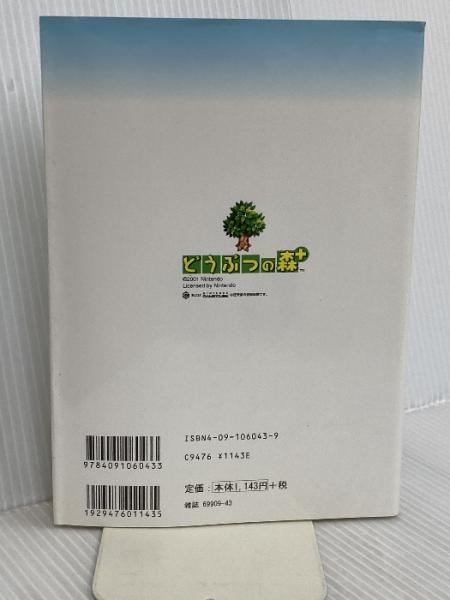 どうぶつの森+™
©2001 Nintendo
Licensed by Nintendo
ISBN4-09-106043-9
C9476 ¥1143E
9784091060433
定価：本体1,143円+税
雑誌 69909-43
1929476011435